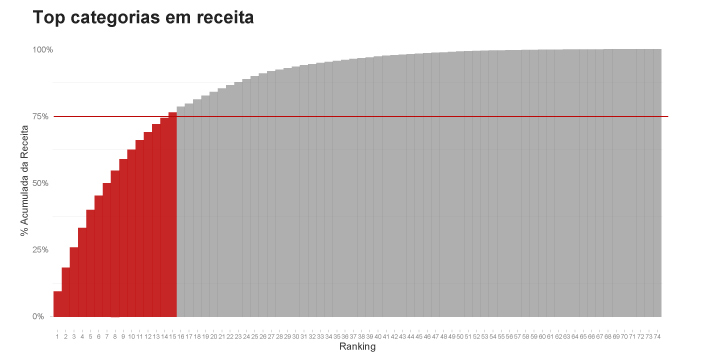 Top categorias em receita
100%
75%
50%
25%
0%
% Acumulada da Receita
1 2 3 4 5 6 7 8 9 10 11 12 13 14 15 16 17 18 19 20 21 22 23 24 25 26 27 28 29 30 31 32 33 34 35 36 37 38 39 40 41 42 43 44 45 46 47 48 49 50 51 52 53 54 55 56 57 58 59 60 61 62 63 64 65 66 67 68 69 70 71 72 73 74
Ranking